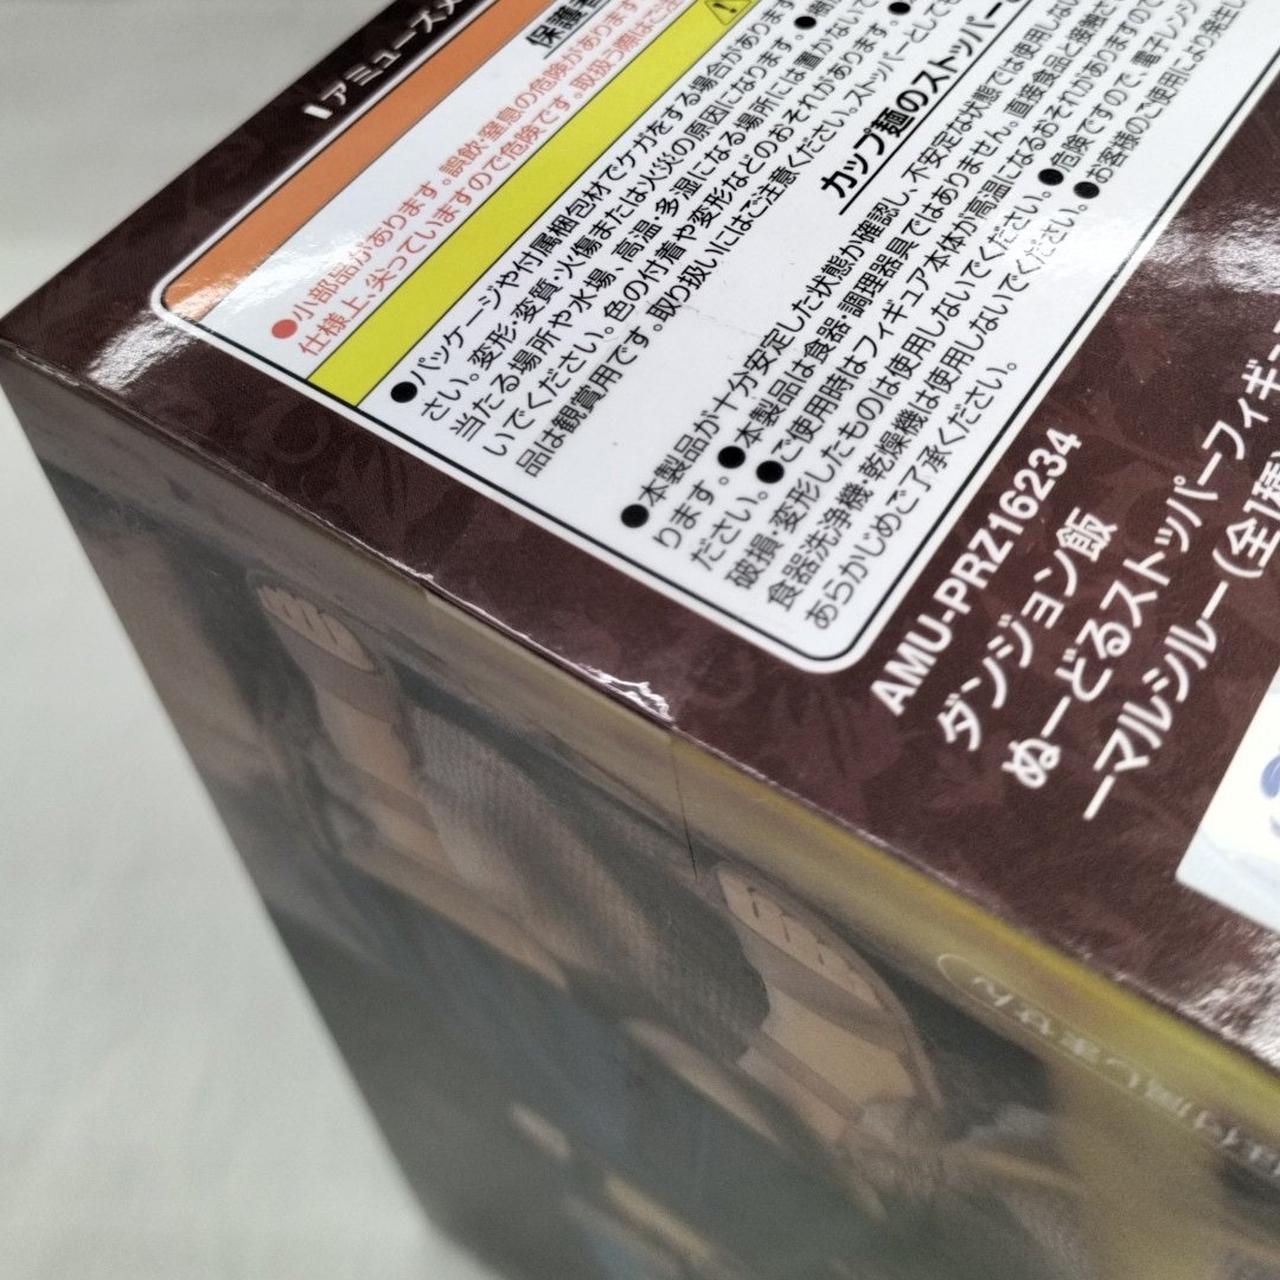 アミューズメ
保護者
●小部品があります。誤飲・窒息の危険があります
仕様上、尖っていますので危険です。取扱う際はご注
●パッケージや付属梱包材でケガをする場合がありま
さい。変形・変質・火傷または火災の原因になります。●
当たる場所や水場、高温・多湿になる場所には置かないで
いでください。色の付着や変形などのおそれがあります。●
品は観賞用です。取り扱いにはご注意ください。ストッパーとしても
カップ麺のストッパー
●本製品が十分安定した状態か確認し、不安定な状態では使用しない
ります。●本製品は食器 調理器具ではありません。直接食品と接触さ
ださい。●ご使用時はフィギュア本体が高温になるおそれがありますので
破損・変形したものは使用しないでください。●危険ですので、電子レンジ
食器洗浄機・乾燥機は使用しないでください。●お客様のご使用により発生し
あらかじめご了承ください。
AMU-PRZ16234
ダンジョン飯
ぬーどるストッパーフィギ
ーマルシルー(全1種)
は付属しません